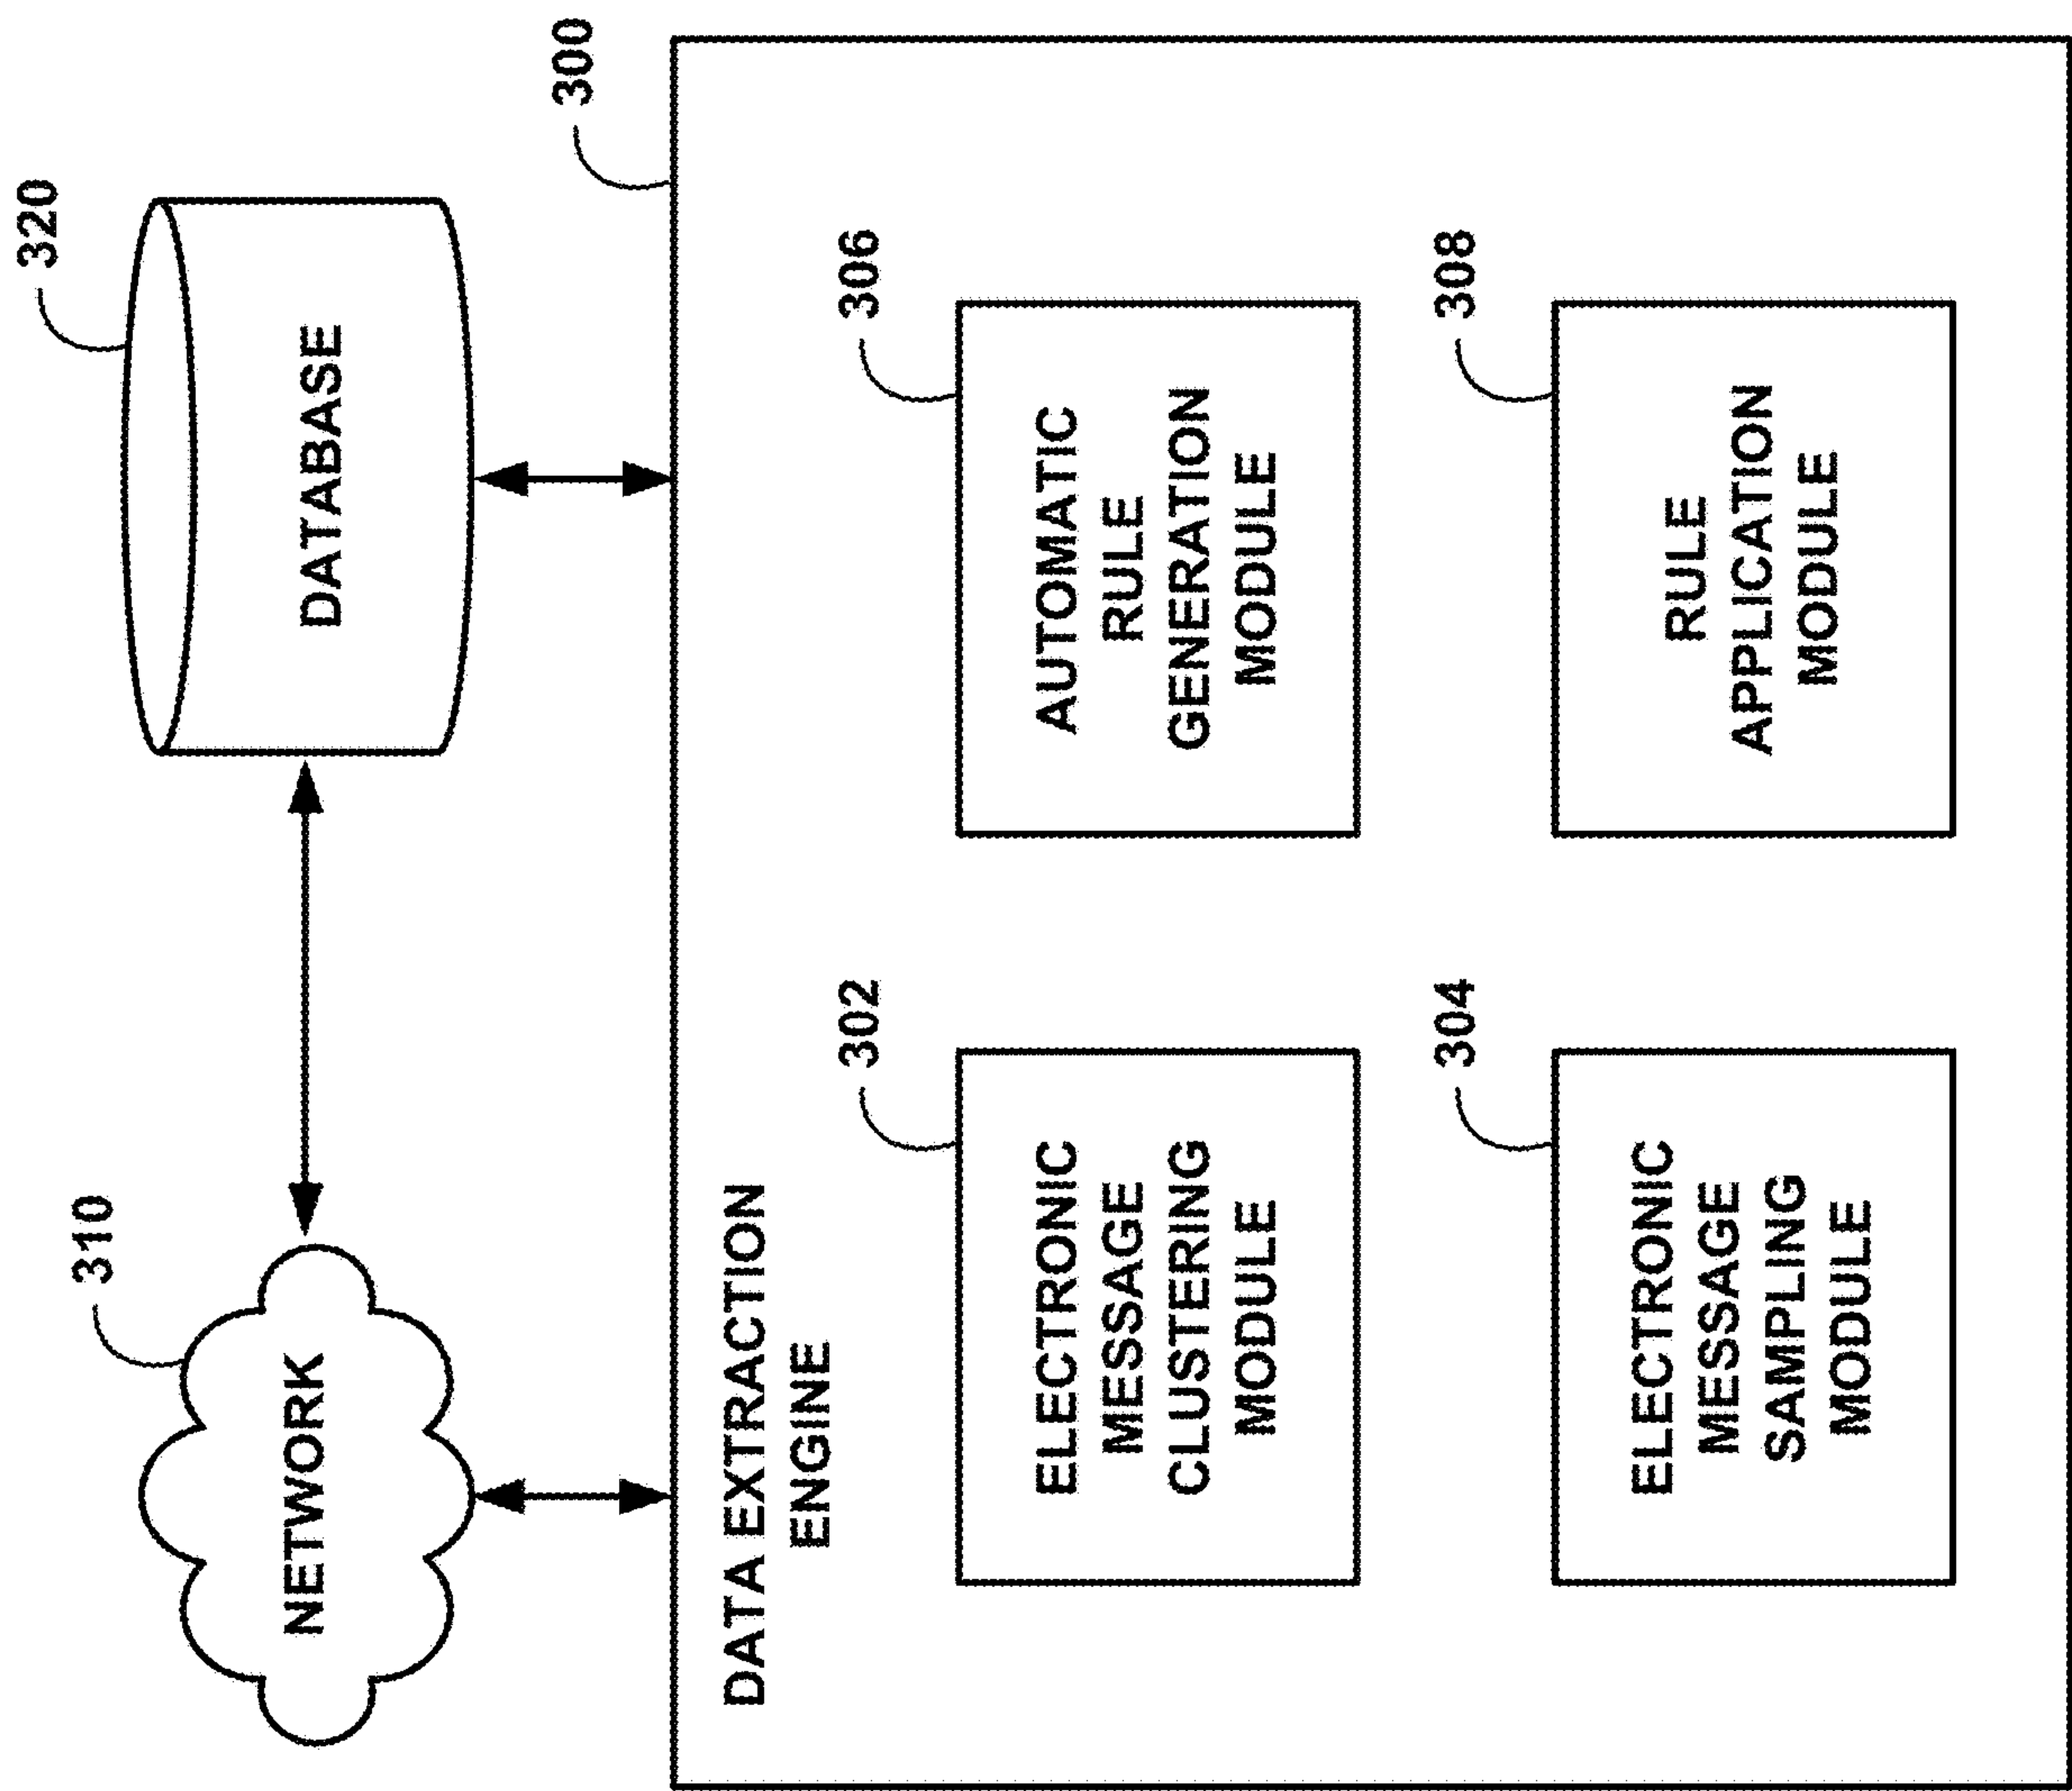 320
310
DATABASE
NETWORK
300
DATA EXTRACTION
ENGINE
302
ELECTRONIC
MESSAGE
CLUSTERING
MODULE
306
AUTOMATIC
RULE
GENERATION
MODULE
304
ELECTRONIC
MESSAGE
SAMPLING
MODULE
308
RULE
APPLICATION
MODULE